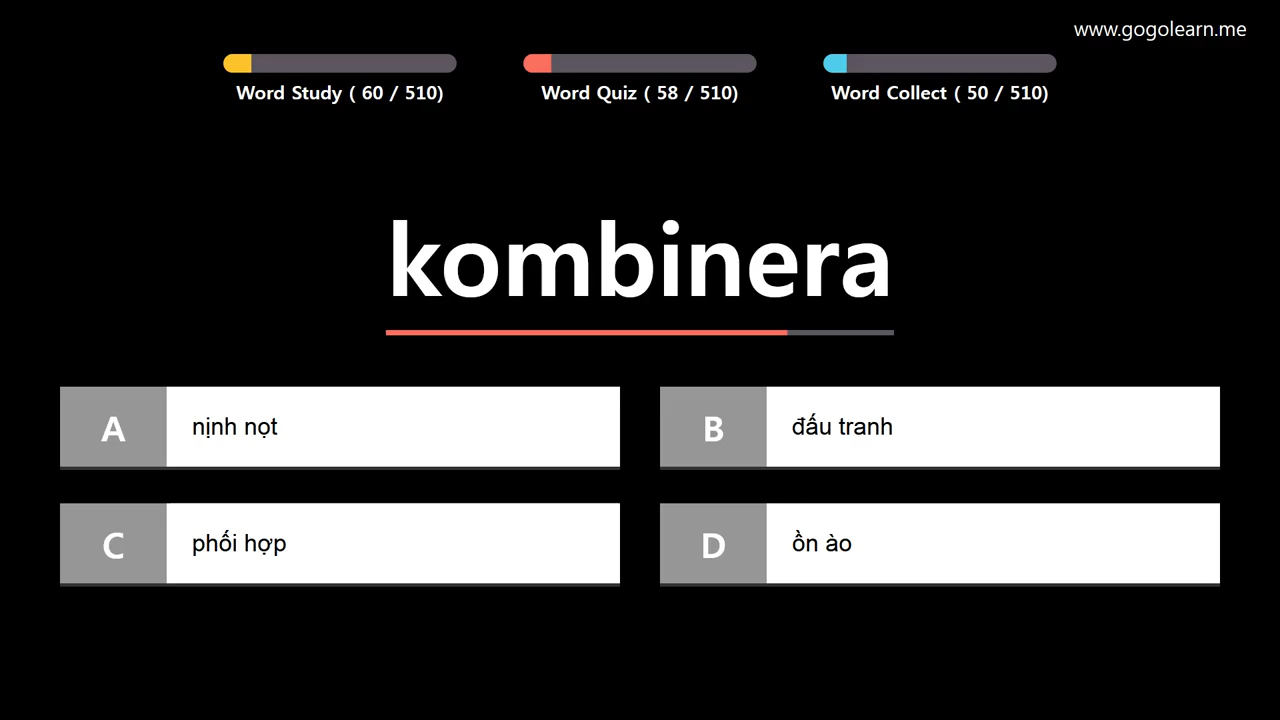 www.gogolearn.me
Word Study ( 60 / 510)
Word Quiz ( 58 / 510)
Word Collect ( 50 / 510)
kombinera
A nịnh nọt
B đấu tranh
C phối hợp
D ồn ào